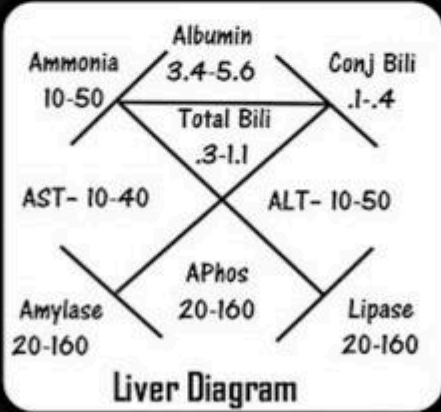 Albumin
3.4-5.6
Ammonia
10-50
Conj Bili
.1-.4
Total Bili
.3-1.1
AST- 10-40
ALT- 10-50
APhos
20-160
Amylase
20-160
Lipase
20-160
Liver Diagram